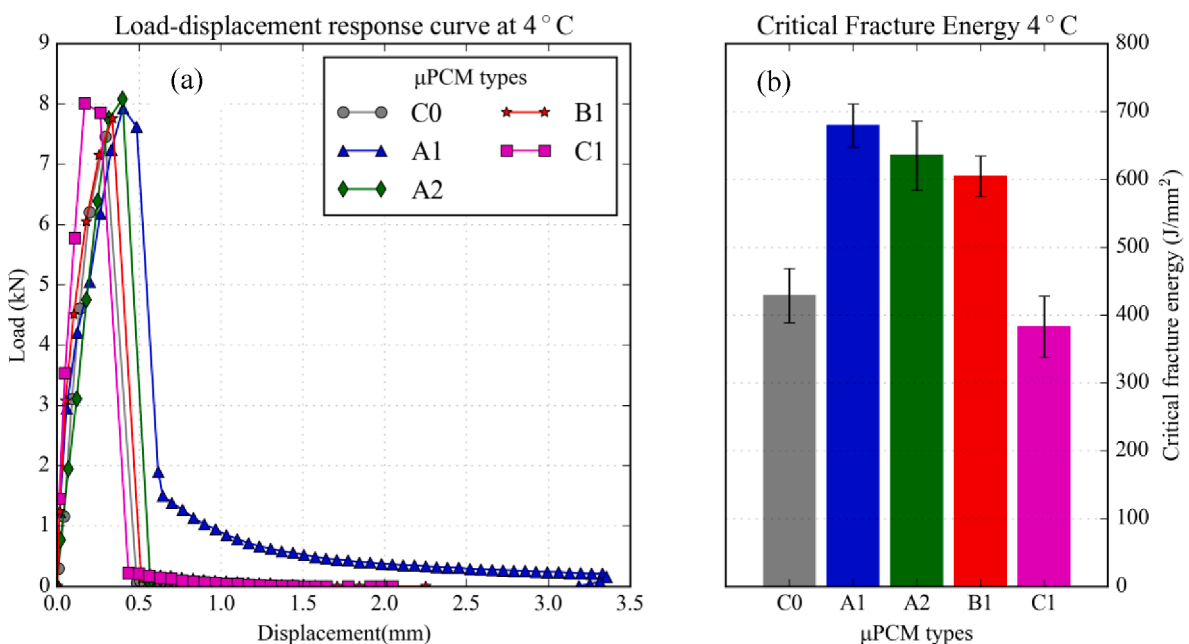 Load-displacement response curve at 4°C
(a)
μPCM types
C0
B1
A1
C1
A2
Load (kN)
9
8
7
6
5
4
3
2
1
0
0.0 0.5 1.0 1.5 2.0 2.5 3.0 3.5
Displacement(mm)
Critical Fracture Energy 4°C
(b)
800
700
600
500
400
300
200
100
0
Critical fracture energy (J/mm²)
C0 A1 A2 B1 C1
μPCM types